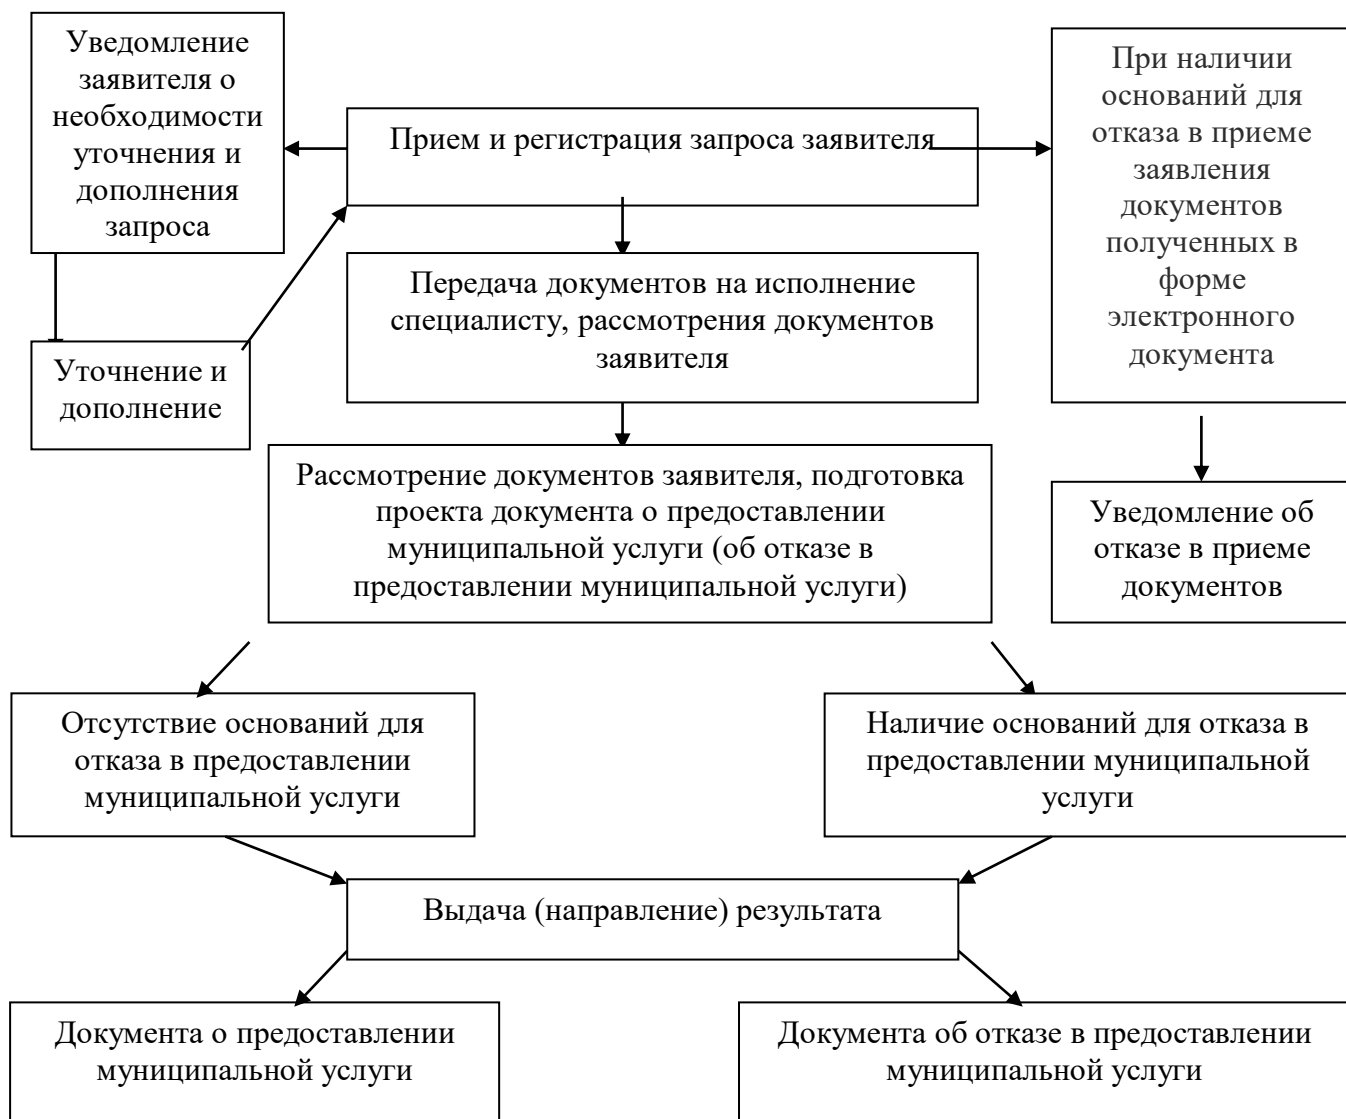 Уведомление
заявителя о
необходимости
уточнения и
дополнения
запроса
Прием и регистрация запроса заявителя
При наличии
оснований для
отказа в приеме
заявления
документов
полученных в
форме
электронного
документа
Передача документов на исполнение
специалисту, рассмотрения документов
заявителя
Уточнение и
дополнение
Рассмотрение документов заявителя, подготовка
проекта документа о предоставлении
муниципальной услуги (об отказе в
предоставлении муниципальной услуги)
Уведомление об
отказе в приеме
документов
Отсутствие оснований для
отказа в предоставлении
муниципальной услуги
Наличие оснований для отказа в
предоставлении муниципальной
услуги
Выдача (направление) результата
Документа о предоставлении
муниципальной услуги
Документа об отказе в предоставлении
муниципальной услуги